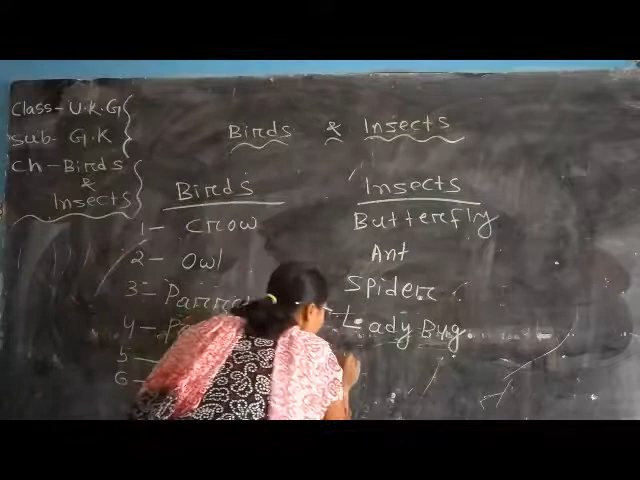 Class - U.K.G
Sub - G.K
Ch - Birds
&
Insects
Birds & Insects
Birds Insects
1 - Crow Butterfly
2 - Owl Ant
3 - Spider
4 - Lady Bug
5 -
6 -